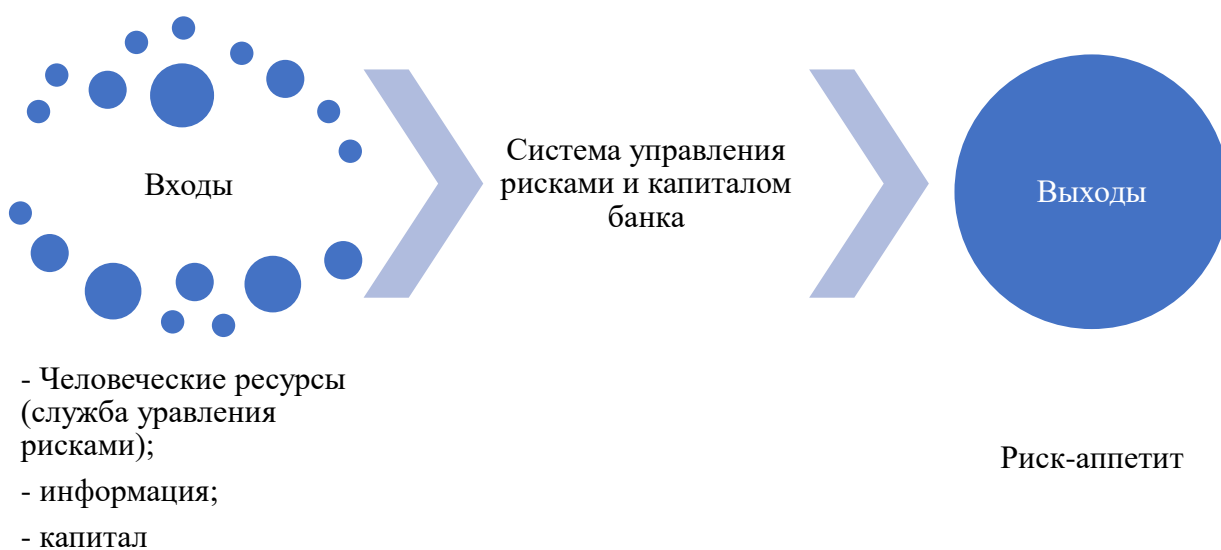 Входы
Система управления
рисками и капиталом
банка
Выходы
- Человеческие ресурсы
(служба уравления
рисками);
- информация;
- капитал
Риск-аппетит